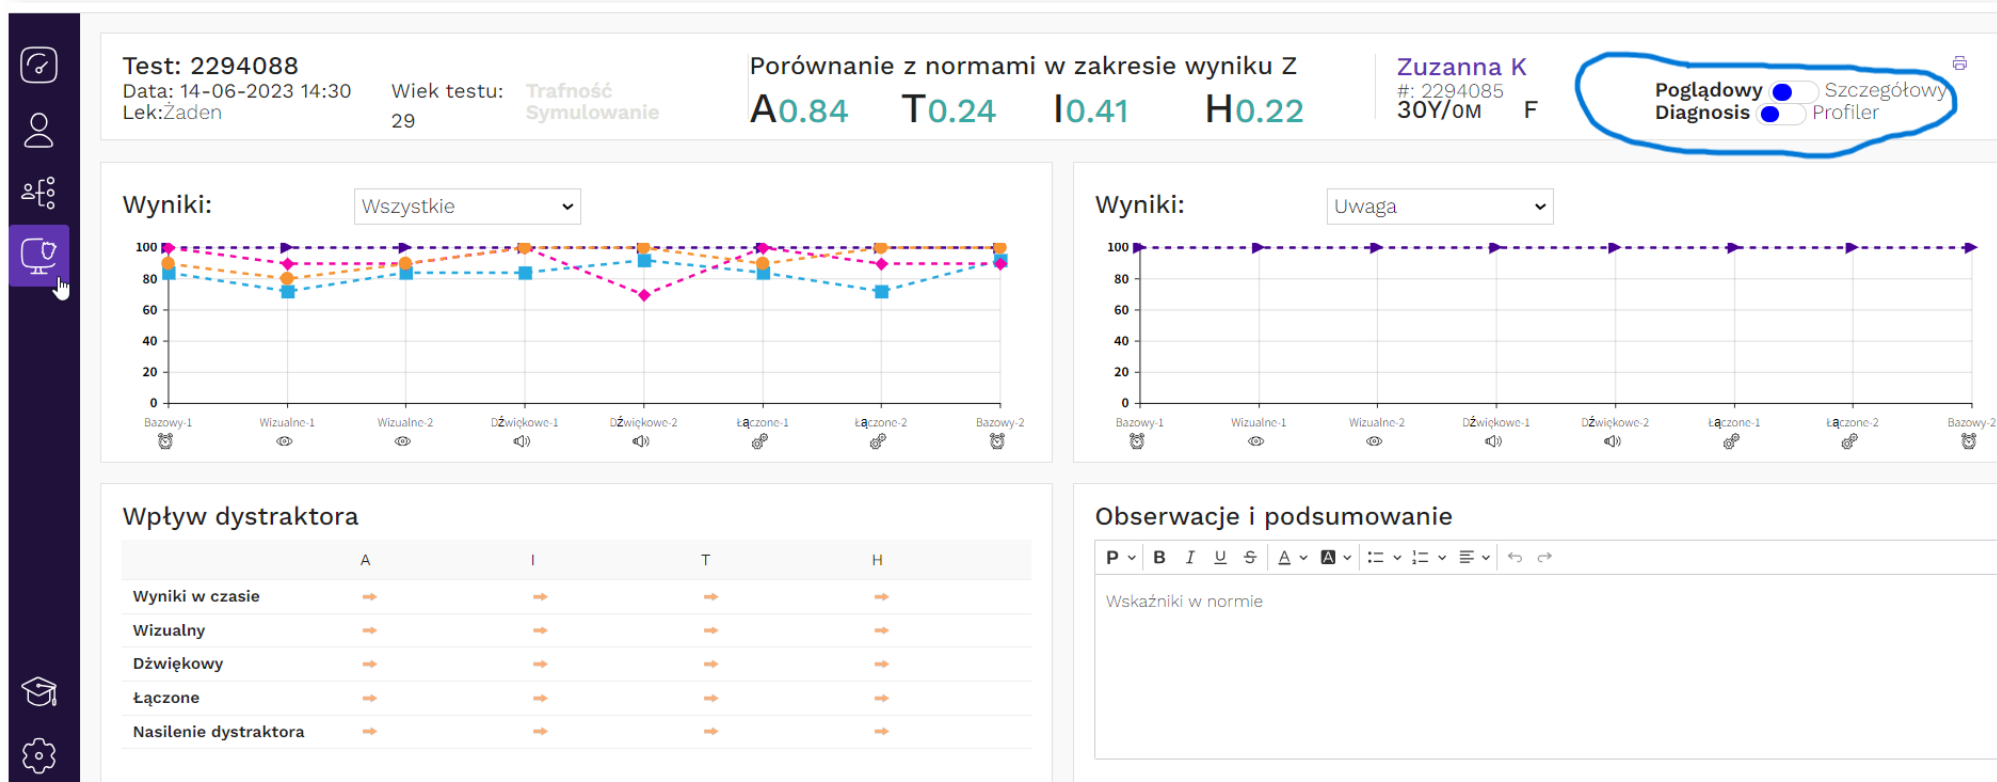 Test: 2294088
Data: 14-06-2023 14:30
Lek:Żaden
Wiek testu:
29
Trafność
Symulowanie
Porównanie z normami w zakresie wyniku Z
A0.84 T0.24 I0.41 H0.22
Zuzanna K
#: 2294085
30Y/0M F
Poglądowy Szczegółowy
Diagnosis Profiler
Wyniki: Wszystkie
100
80
60
40
20
0
Bazowy-1 Wizualne-1 Wizualne-2 Dźwiękowe-1 Dźwiękowe-2 Łączone-1 Łączone-2 Bazowy-2
Wyniki: Uwaga
100
80
60
40
20
0
Bazowy-1 Wizualne-1 Wizualne-2 Dźwiękowe-1 Dźwiękowe-2 Łączone-1 Łączone-2 Bazowy-2
Wpływ dystraktora
A I T H
Wyniki w czasie
Wizualny
Dżwiękowy
Łączone
Nasilenie dystraktora
Obserwacje i podsumowanie
P B I U S A A
Wskaźniki w normie